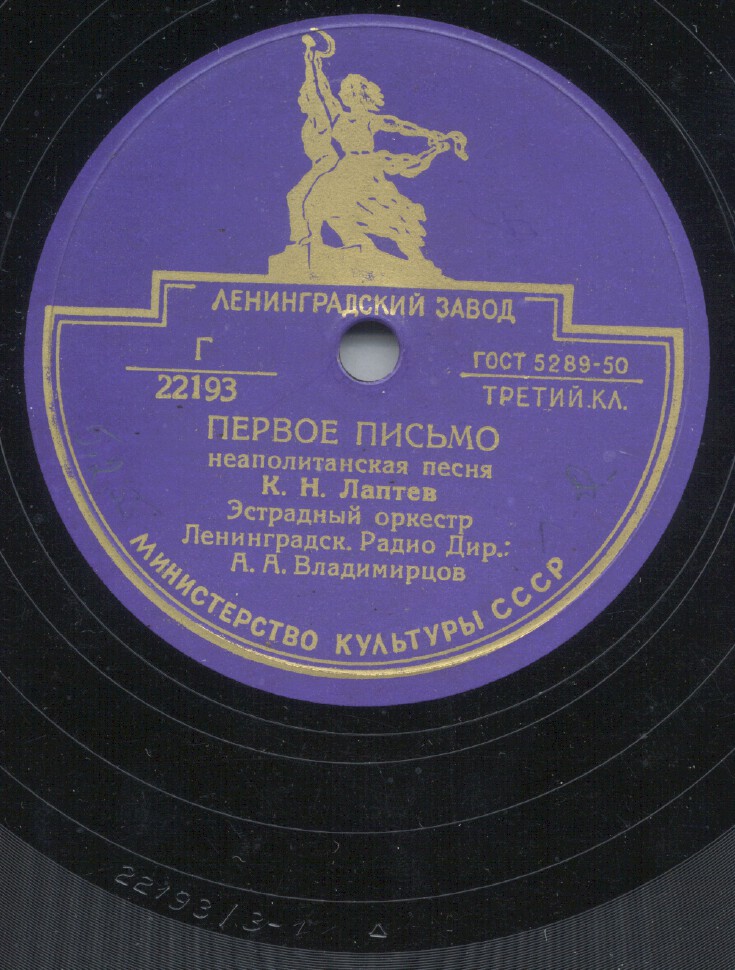 ЛЕНИНГРАДСКИЙ ЗАВОД
Г
22193
ГОСТ 5289-50
ТРЕТИЙ.КЛ.
ПЕРВОЕ ПИСЬМО
неаполитанская песня
К. Н. Лаптев
Эстрадный оркестр
Ленинградск. Радио Дир.:
А. А. Владимирцов
МИНИСТЕРСТВО КУЛЬТУРЫ СССР
22193/3-1